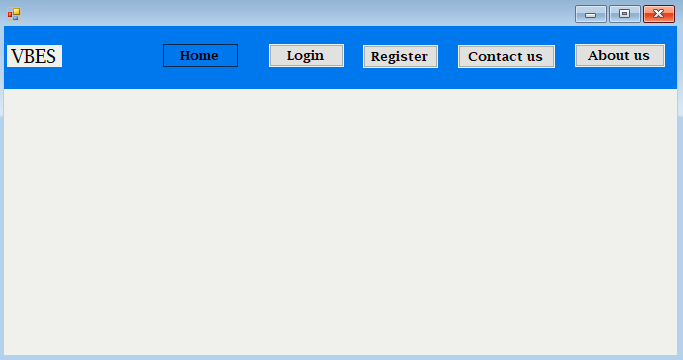 VBES
Home
Login
Register
Contact us
About us